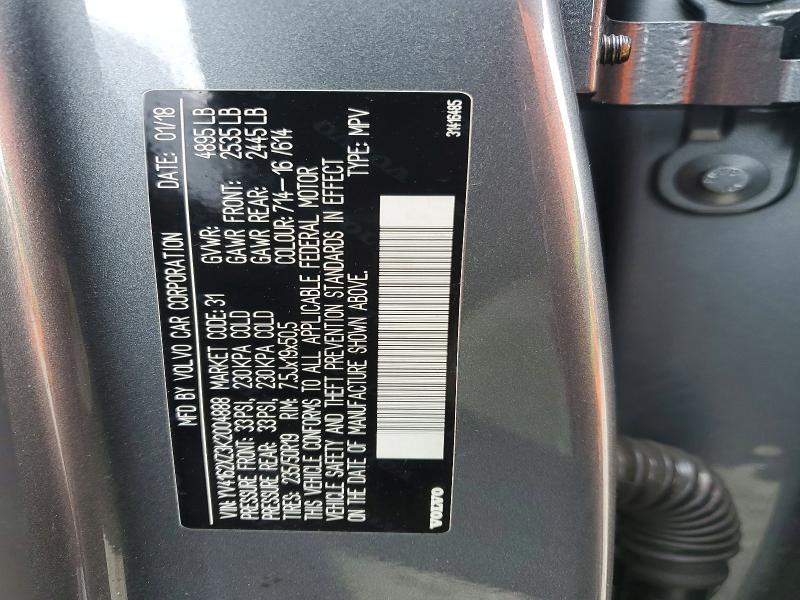 MFD BY VOLVO CAR CORPORATION DATE: 01/18
VIN: YV4162XZ3K2004888 MARKET CODE: 31 GVWR: 4895 LB
PRESSURE FRONT: 33PSI, 230KPA COLD GAWR FRONT: 2535 LB
PRESSURE REAR: 33PSI, 230KPA COLD GAWR REAR: 2445 LB
TIRES: 235/50R19 RIM: 7,5Jx19x50,5 COLOUR: 714-16 /614
THIS VEHICLE CONFORMS TO ALL APPLICABLE FEDERAL MOTOR
VEHICLE SAFETY AND THEFT PREVENTION STANDARDS IN EFFECT
ON THE DATE OF MANUFACTURE SHOWN ABOVE. TYPE: MPV
VOLVO 31416485